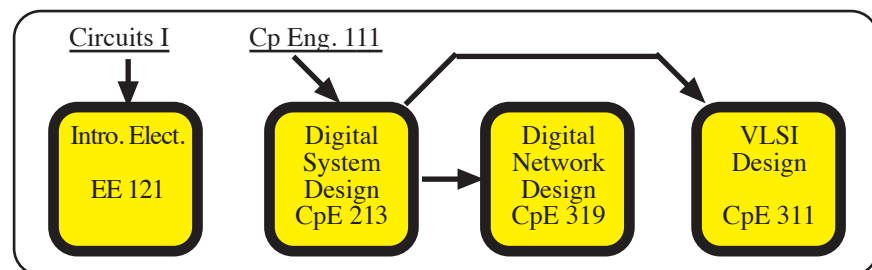 Circuits I
Cp Eng. 111
Intro. Elect.
EE 121
Digital
System
Design
CpE 213
Digital
Network
Design
CpE 319
VLSI
Design
CpE 311